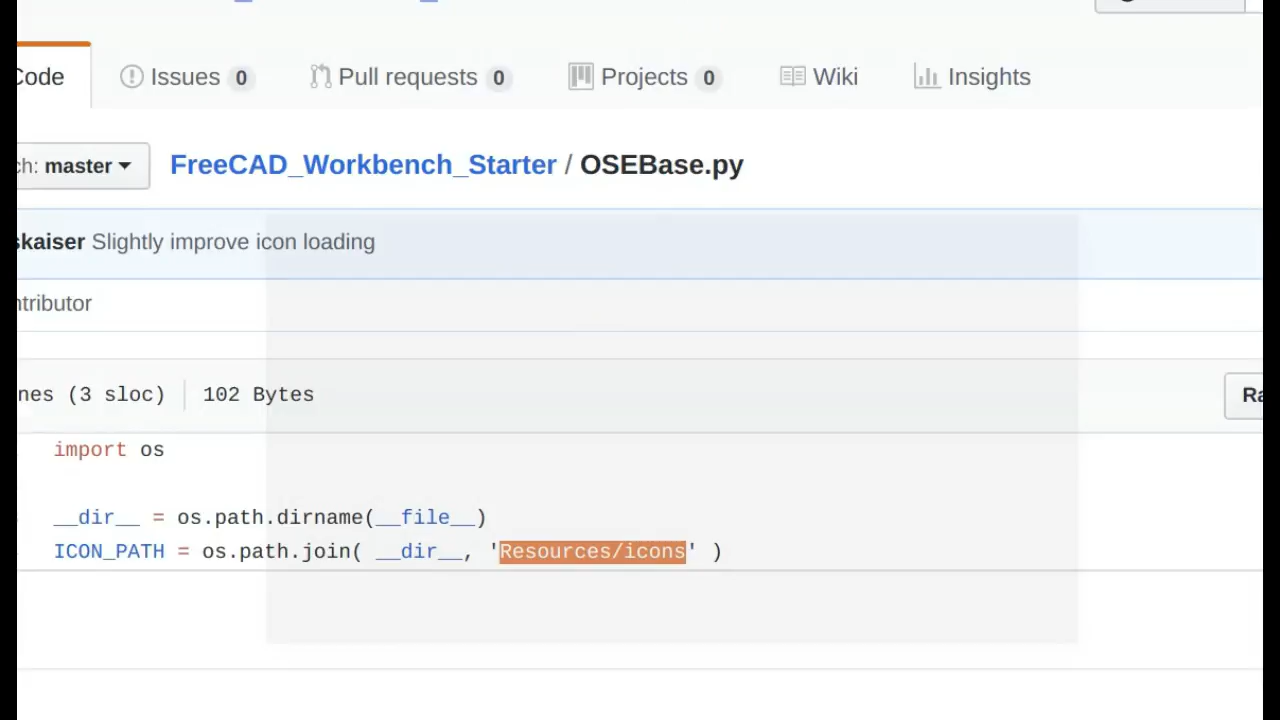 Code Issues 0 Pull requests 0 Projects 0 Wiki Insights
ch: master FreeCAD_Workbench_Starter / OSEBase.py
skaiser Slightly improve icon loading
ntributor
nes (3 sloc) 102 Bytes Ra
import os
__dir__ = os.path.dirname(__file__)
ICON_PATH = os.path.join( __dir__, 'Resources/icons' )